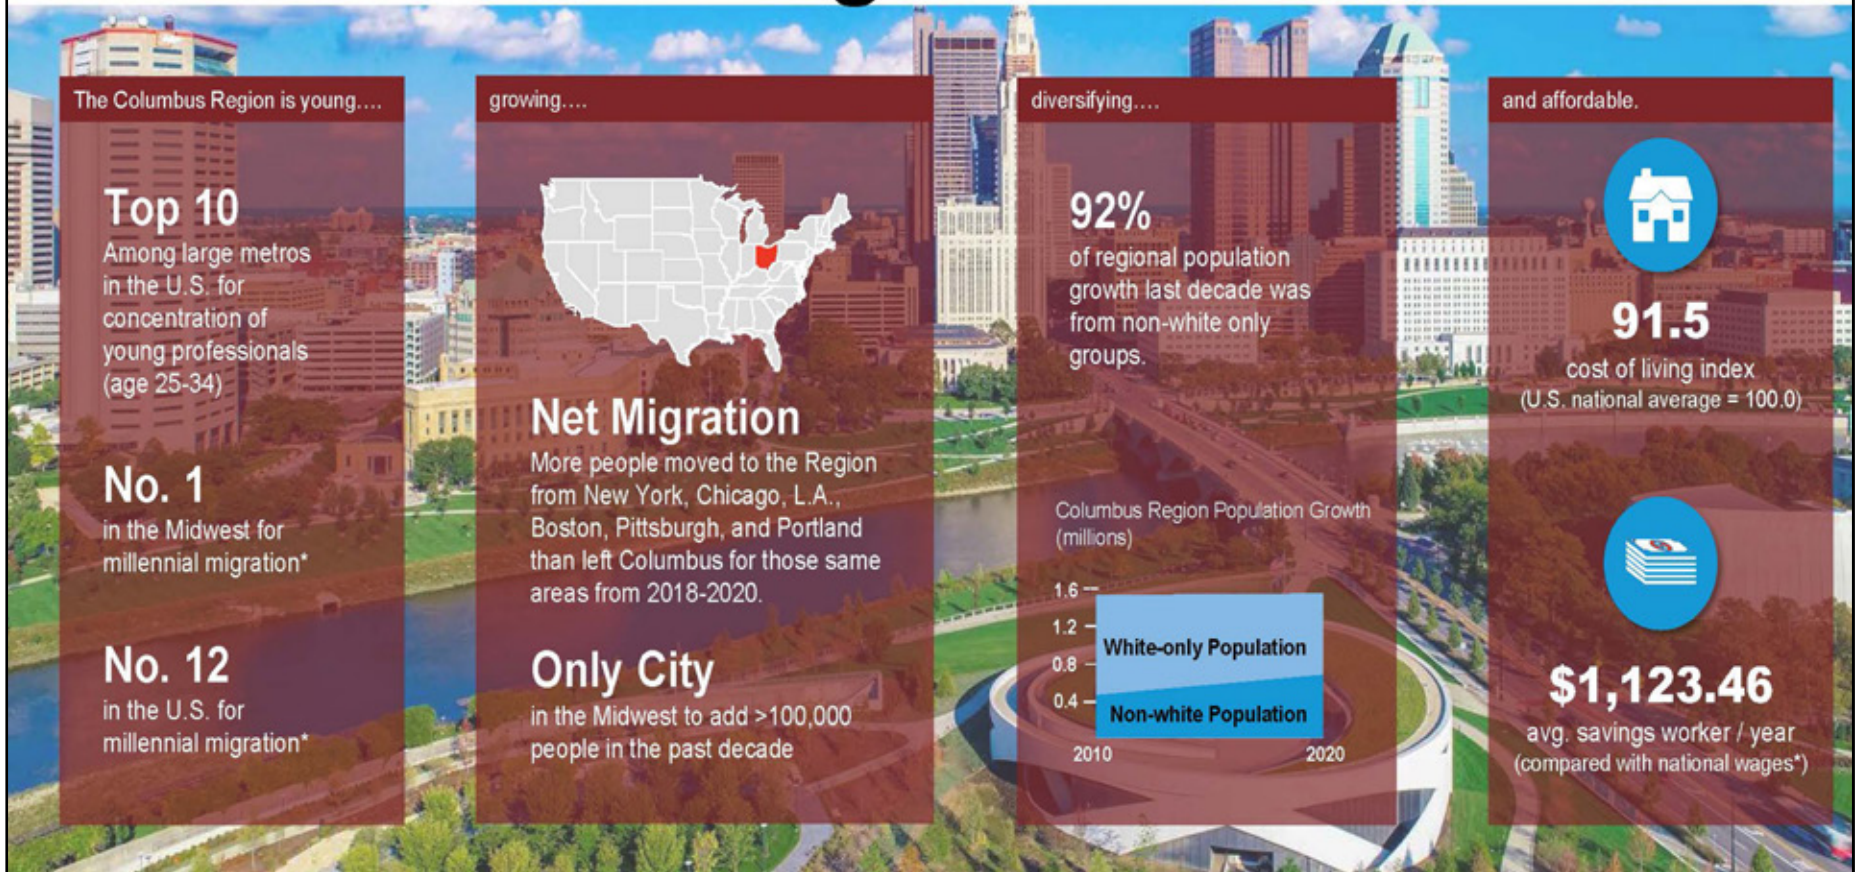 The Columbus Region is young....
Top 10
Among large metros
in the U.S. for
concentration of
young professionals
(age 25-34)
No. 1
in the Midwest for
millennial migration*
No. 12
in the U.S. for
millennial migration*
growing....
Net Migration
More people moved to the Region
from New York, Chicago, L.A.,
Boston, Pittsburgh, and Portland
than left Columbus for those same
areas from 2018-2020.
Only City
in the Midwest to add >100,000
people in the past decade
diversifying....
92%
of regional population
growth last decade was
from non-white only
groups.
Columbus Region Population Growth
(millions)
1.6
1.2
0.8
0.4
White-only Population
Non-white Population
2010
2020
and affordable.
91.5
cost of living index
(U.S. national average = 100.0)
$1,123.46
avg. savings worker / year
(compared with national wages*)